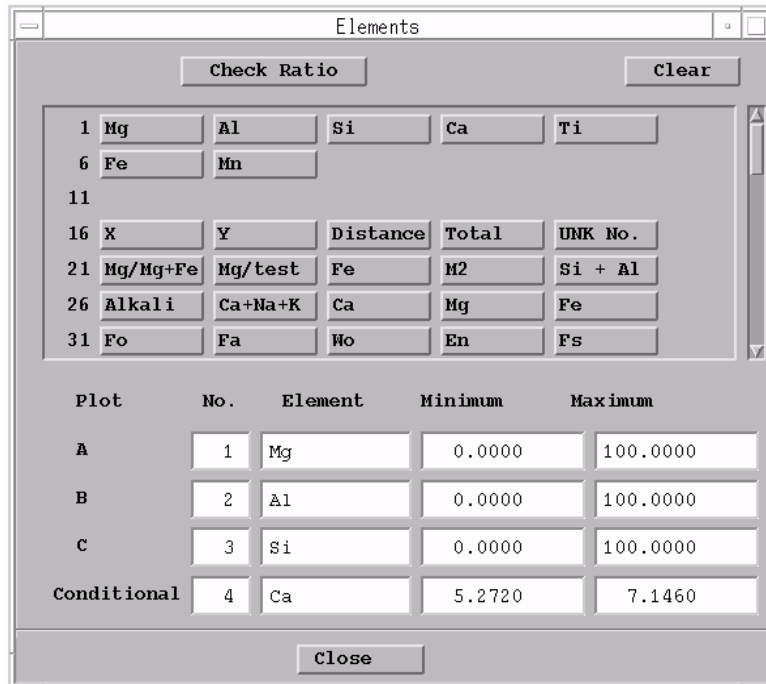 Elements
Check Ratio Clear
1 Mg Al Si Ca Ti
6 Fe Mn
11
16 X Y Distance Total UNK No.
21 Mg/Mg+Fe Mg/test Fe M2 Si + Al
26 Alkali Ca+Na+K Ca Mg Fe
31 Fo Fa Wo En Fs
Plot No. Element Minimum Maximum
A 1 Mg 0.0000 100.0000
B 2 Al 0.0000 100.0000
C 3 Si 0.0000 100.0000
Conditional 4 Ca 5.2720 7.1460
Close